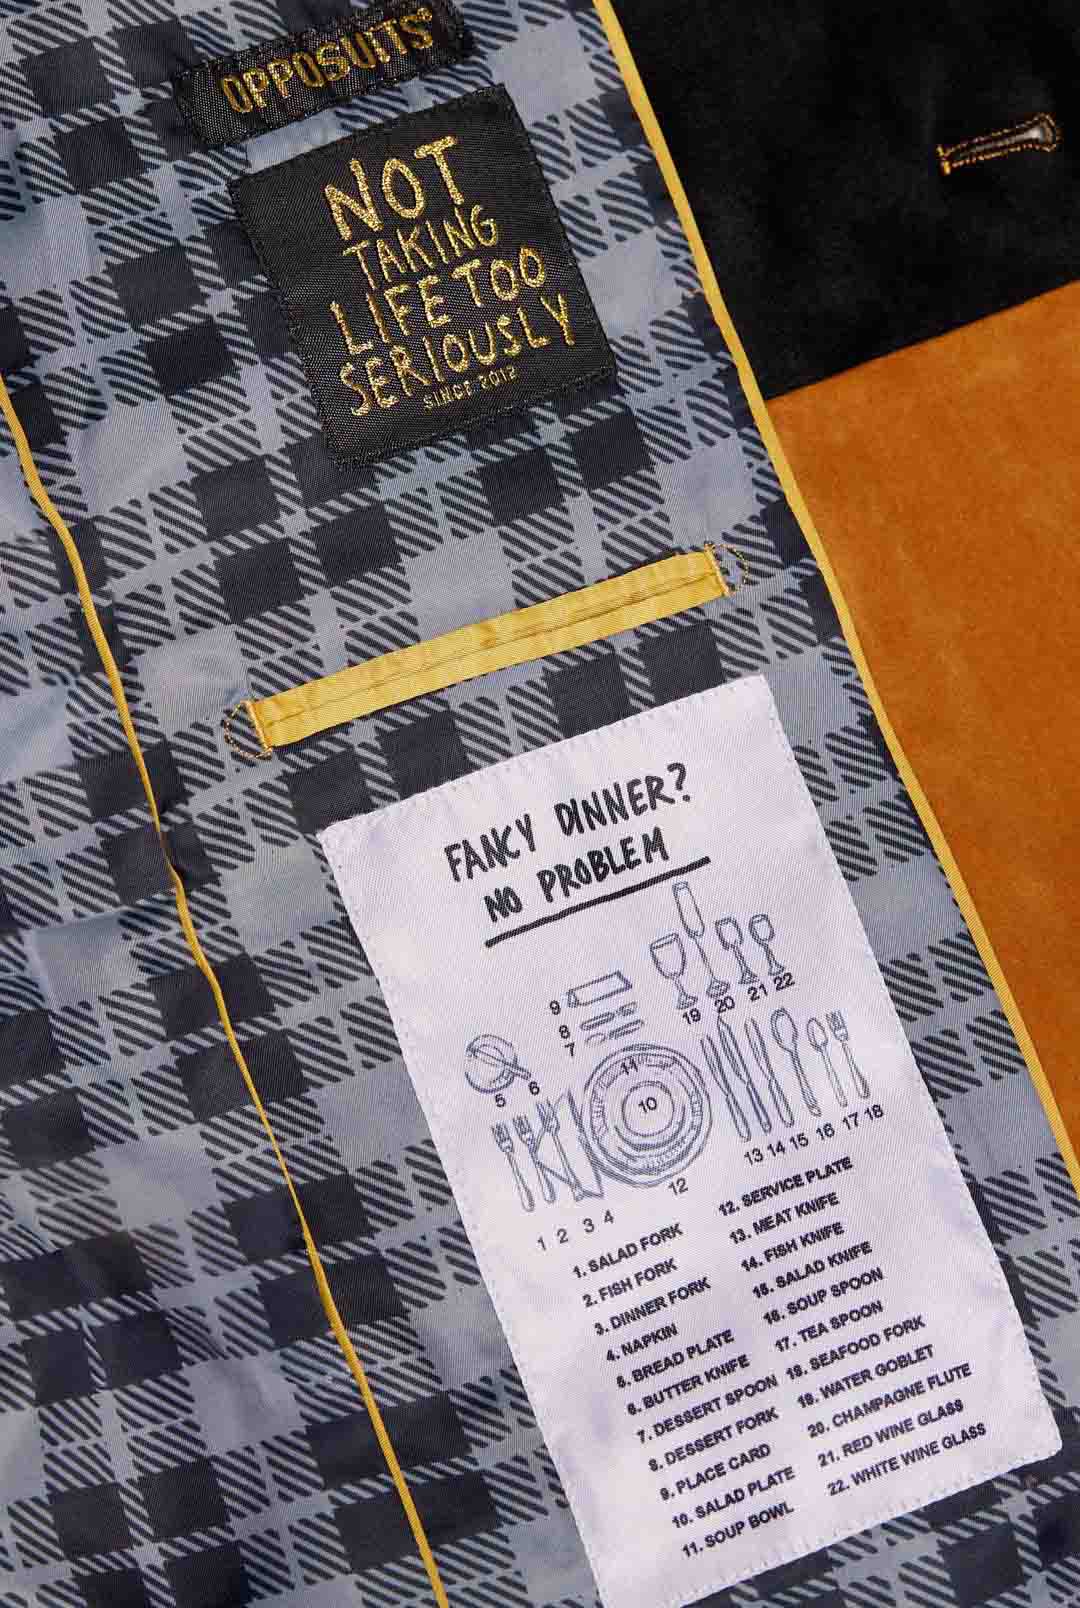 OPPOSUITS®
NOT
TAKING
LIFE TOO
SERIOUSLY
SINCE 2012
FANCY DINNER?
NO PROBLEM
9
8
7
19 20 21 22
5
6
11
10
12
13 14 15 16 17 18
1 2 3 4
1. SALAD FORK
2. FISH FORK
3. DINNER FORK
4. NAPKIN
5. BREAD PLATE
6. BUTTER KNIFE
7. DESSERT SPOON
8. DESSERT FORK
9. PLACE CARD
10. SALAD PLATE
11. SOUP BOWL
12. SERVICE PLATE
13. MEAT KNIFE
14. FISH KNIFE
15. SALAD KNIFE
16. SOUP SPOON
17. TEA SPOON
18. SEAFOOD FORK
19. WATER GOBLET
20. CHAMPAGNE FLUTE
21. RED WINE GLASS
22. WHITE WINE GLASS